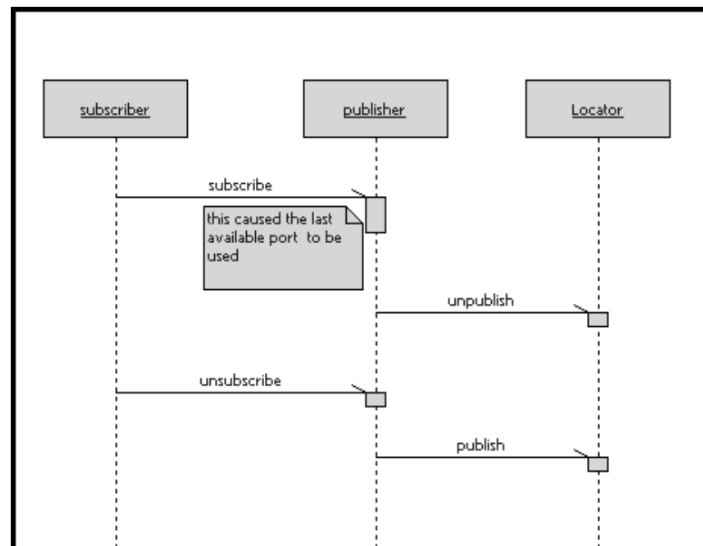 subscriber
publisher
Locator
subscribe
this caused the last
available port to be
used
unpublish
unsubscribe
publish